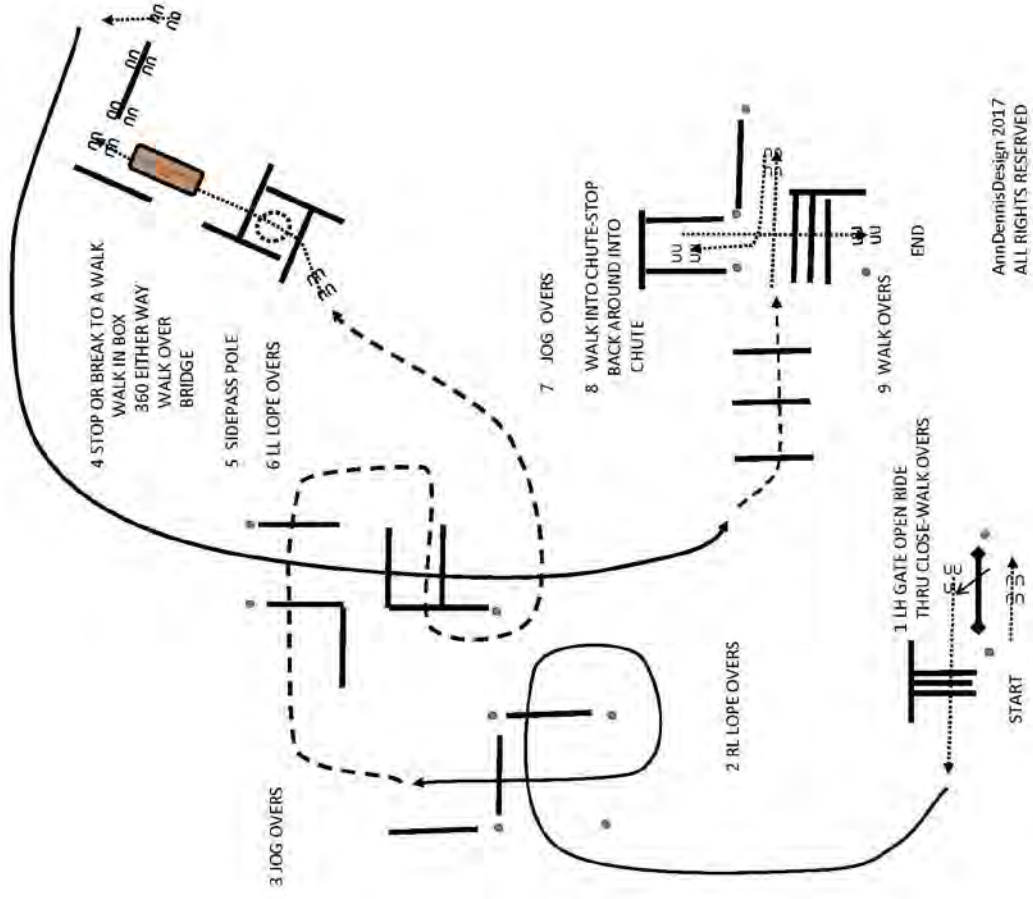 4 STOP OR BREAK TO A WALK.
WALK IN BOX
360 EITHER WAY
WALK OVER
BRIDGE
5 SIDEPASS POLE
6 LL LOPE OVERS
3 JOG OVERS
2 RL LOPE OVERS
7 JOG OVERS
8 WALK INTO CHUTE-STOP
BACK AROUND INTO
CHUTE
9 WALK OVERS
END
1 LH GATE OPEN RIDE
THRU CLOSE-WALK OVERS
START
AnnDennisDesign 2017
ALL RIGHTS RESERVED